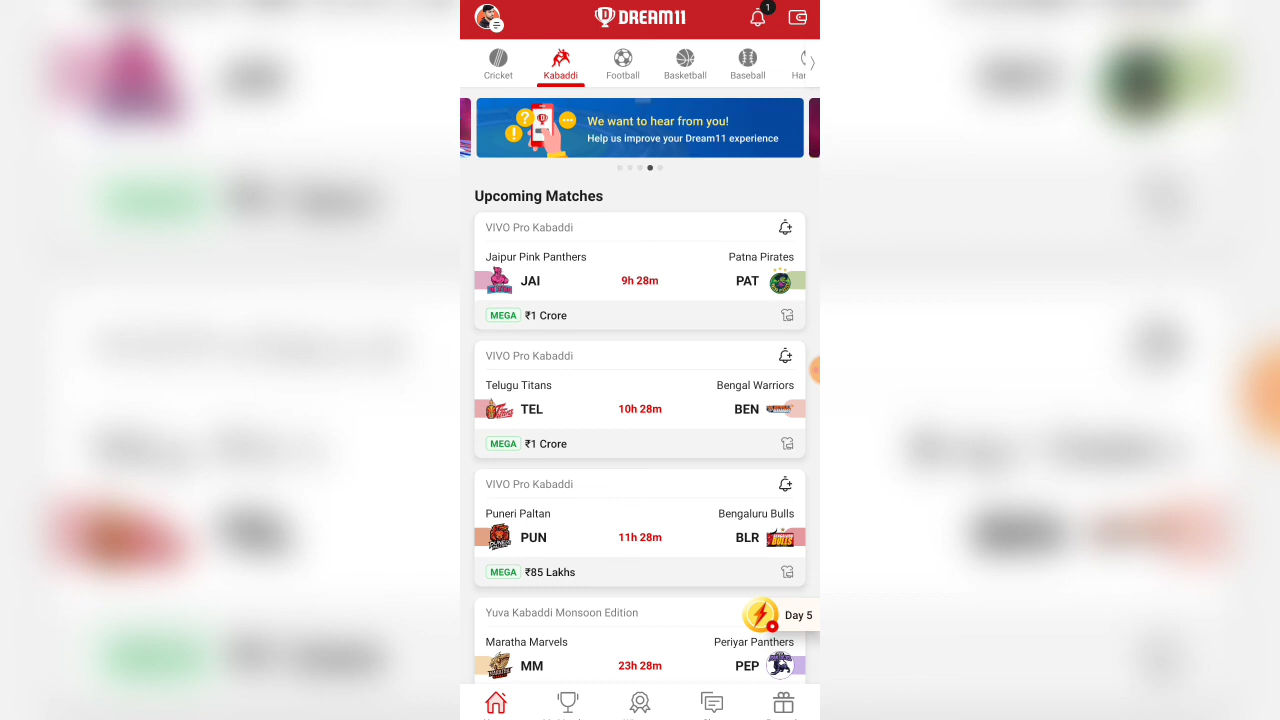 1
DREAM11
Cricket
Kabaddi
Football
Basketball
Baseball
We want to hear from you!
Help us improve your Dream11 experience
Upcoming Matches
VIVO Pro Kabaddi
Jaipur Pink Panthers
Patna Pirates
JAI
9h 28m
PAT
MEGA ₹1 Crore
VIVO Pro Kabaddi
Telugu Titans
Bengal Warriors
TEL
10h 28m
BEN
MEGA ₹1 Crore
VIVO Pro Kabaddi
Puneri Paltan
Bengaluru Bulls
PUN
11h 28m
BLR
MEGA ₹85 Lakhs
Yuva Kabaddi Monsoon Edition
Day 5
Maratha Marvels
Periyar Panthers
MM
23h 28m
PEP